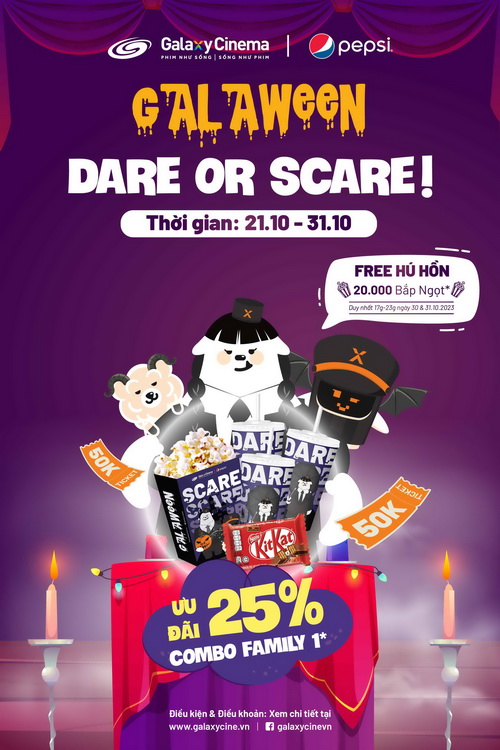 Galaxy Cinema
PHIM NHƯ SỐNG | SỐNG NHƯ PHIM
pepsi
GALAWEEN
DARE OR SCARE!
Thời gian: 21.10 - 31.10
FREE HÚ HỒN
20.000 Bắp Ngọt*
Duy nhất 17g-23g ngày 30 & 31.10.2023
X
X
50K
TICKET
DARE
DARE
DARE
SCARE
SCARE
GALAWEEN
KitKat
50K
TICKET
ƯU
ĐÃI 25%
COMBO FAMILY 1*
Điều kiện & Điều khoản: Xem chi tiết tại
www.galaxycine.vn | galaxycinevn